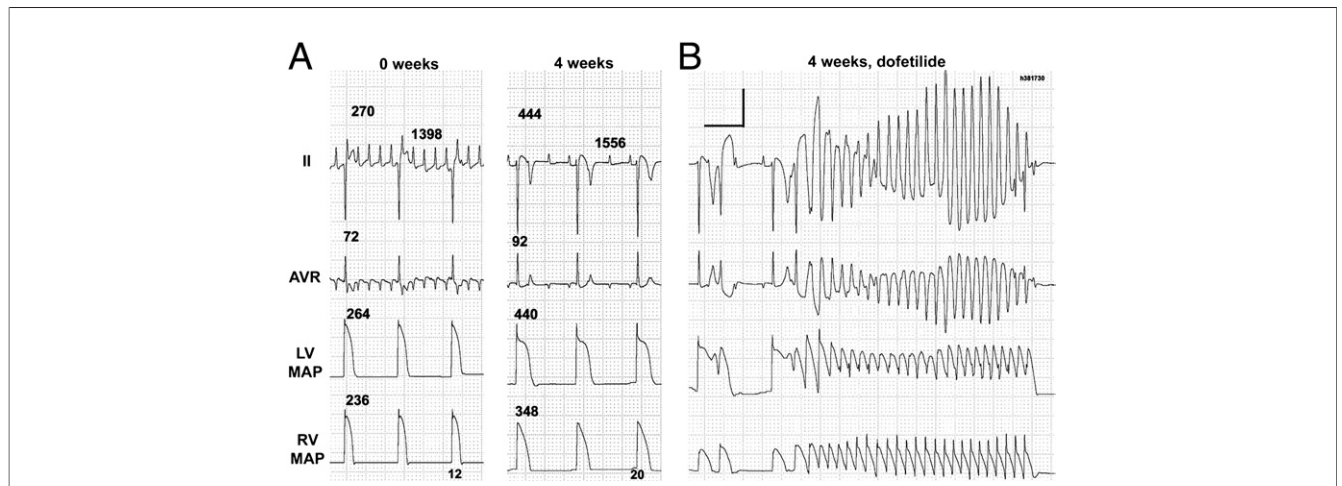 A
0 weeks
4 weeks
B
4 weeks, dofetilide
h381730
270
1398
444
1556
II
72
92
AVR
264
440
LV
MAP
236
348
RV
MAP
12
20